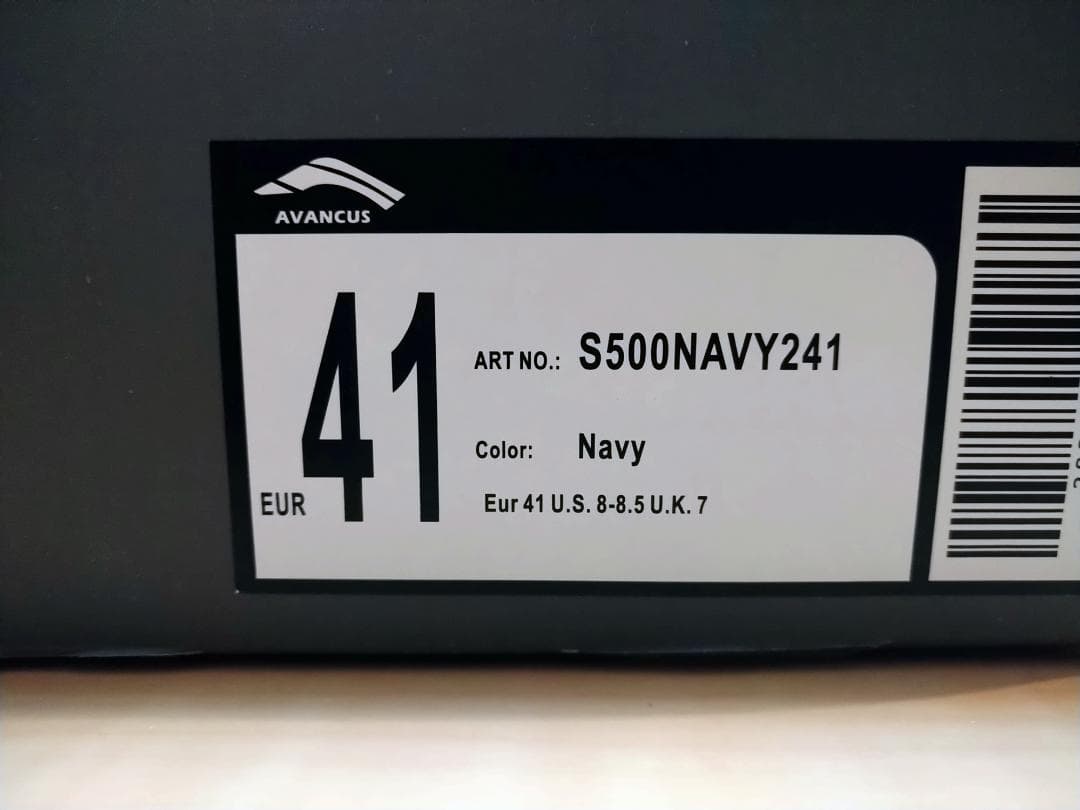 AVANCUS
41
EUR
ART NO.: S500NAVY241
Color: Navy
Eur 41 U.S. 8-8.5 U.K. 7